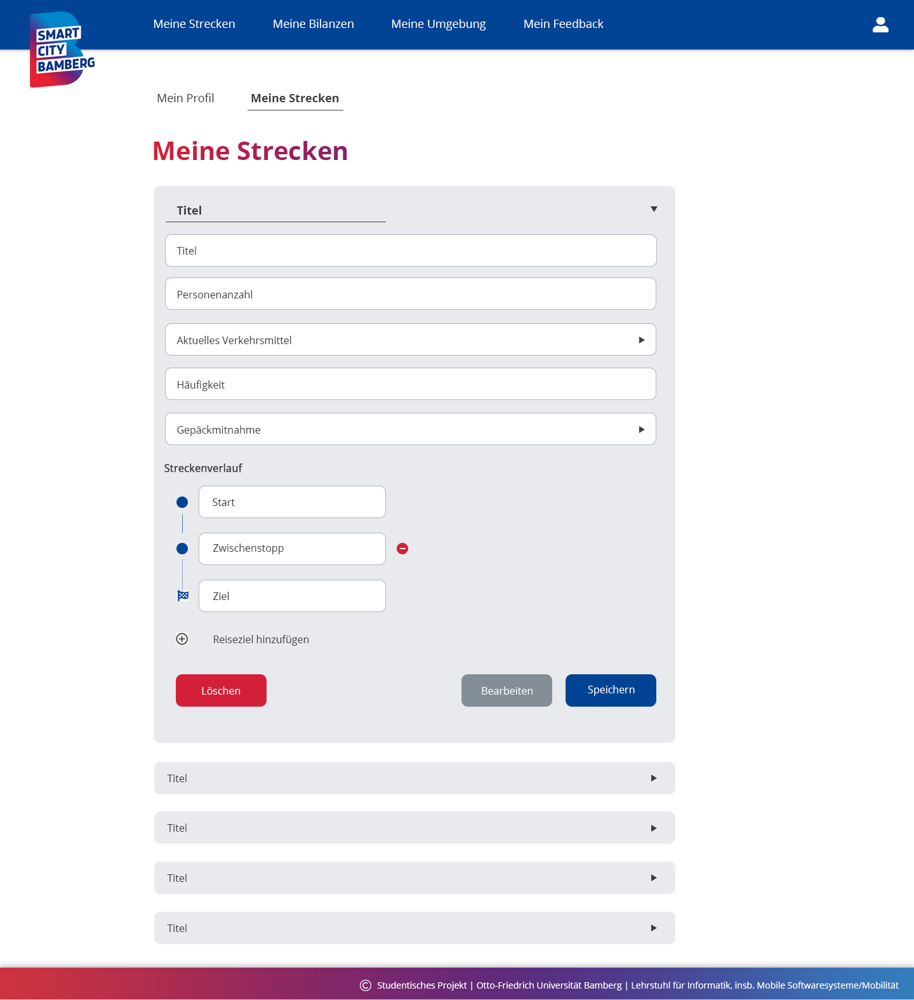 Meine Strecken Meine Bilanzen Meine Umgebung Mein Feedback
SMART
CITY
BAMBERG
Mein Profil Meine Strecken
Meine Strecken
Titel
Titel
Personenanzahl
Aktuelles Verkehrsmittel
Häufigkeit
Gepäckmitnahme
Streckenverlauf
Start
Zwischenstopp
Ziel
Reiseziel hinzufügen
Löschen Bearbeiten Speichern
Titel
Titel
Titel
Titel
© Studentisches Projekt | Otto-Friedrich Universität Bamberg | Lehrstuhl für Informatik, insb. Mobile Softwaresysteme/Mobilität